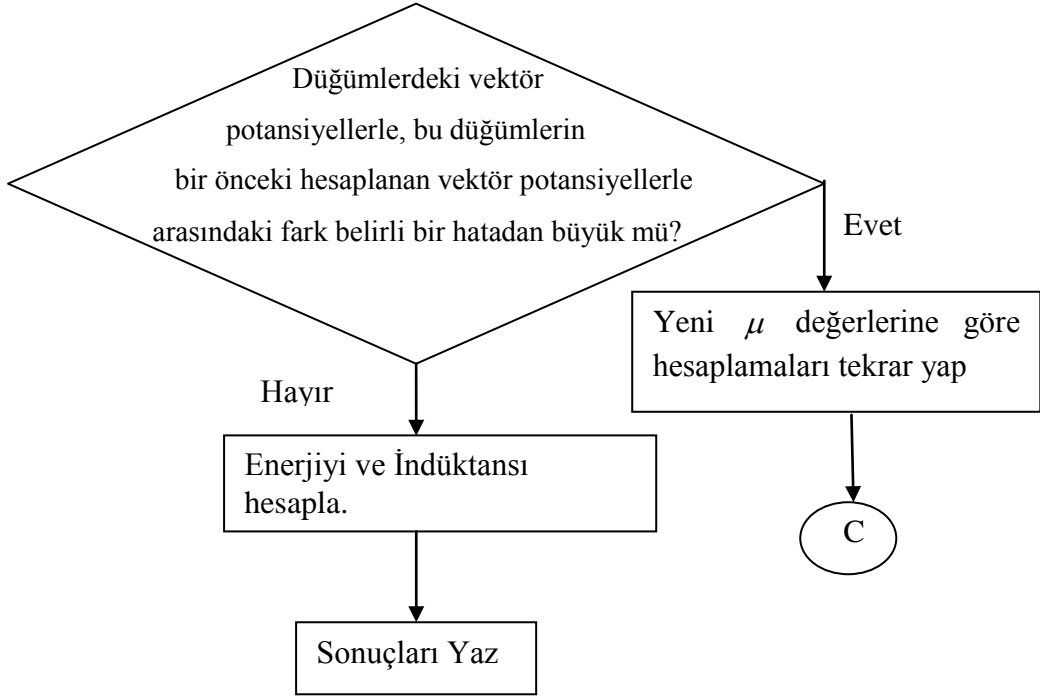 Düğümlerdeki vektör
potansiyellerle, bu düğümlerin
bir önceki hesaplanan vektör potansiyellerle
arasındaki fark belirli bir hatadan büyük mü?
Evet
Yeni μ değerlerine göre
hesaplamaları tekrar yap
Hayır
Enerjiyi ve İndüktansı
hesapla.
C
Sonuçları Yaz